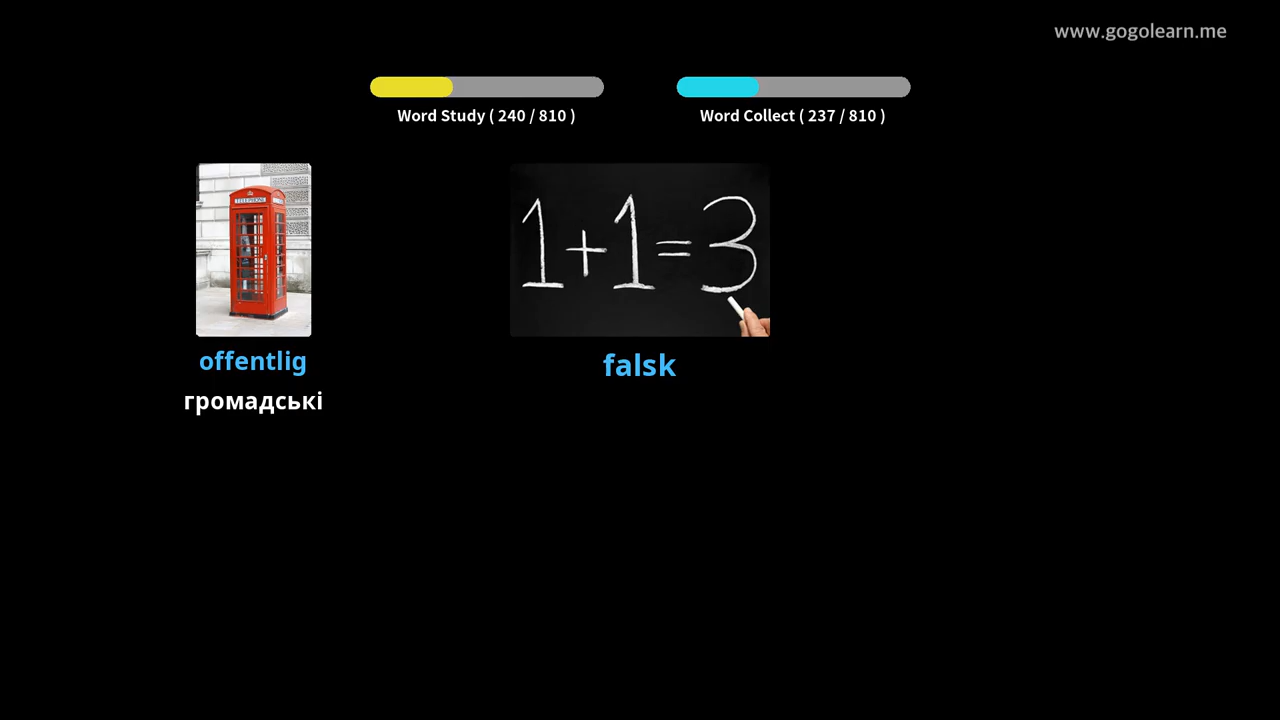 www.gogolearn.me
Word Study ( 240 / 810 )
Word Collect ( 237 / 810 )
TELEPHONE
1+1=3
offentlig
falsk
громадські